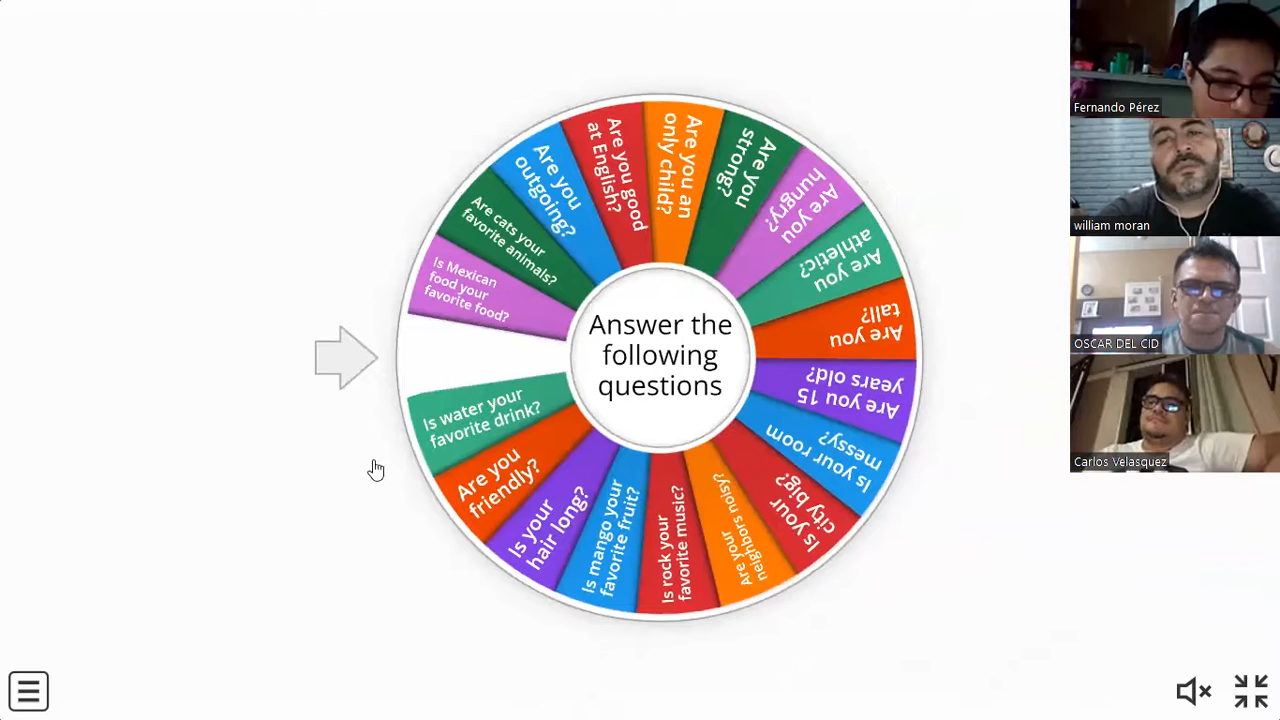 Answer the
following
questions
Is Mexican
food your
favorite food?
Are cats your
favorite animals?
Are you
outgoing?
Are you good
at English?
Are you an
only child?
Are you
strong?
Are you
hungry?
Are you
athletic?
Are you
tall?
Are you 15
years old?
Is your room
messy?
Is your
city big?
Are your
neighbors noisy?
Is rock your
favorite music?
Is mango your
favorite fruit?
Is your
hair long?
Are you
friendly?
Is water your
favorite drink?
Fernando Pérez
william moran
OSCAR DEL CID
Carlos Velasquez